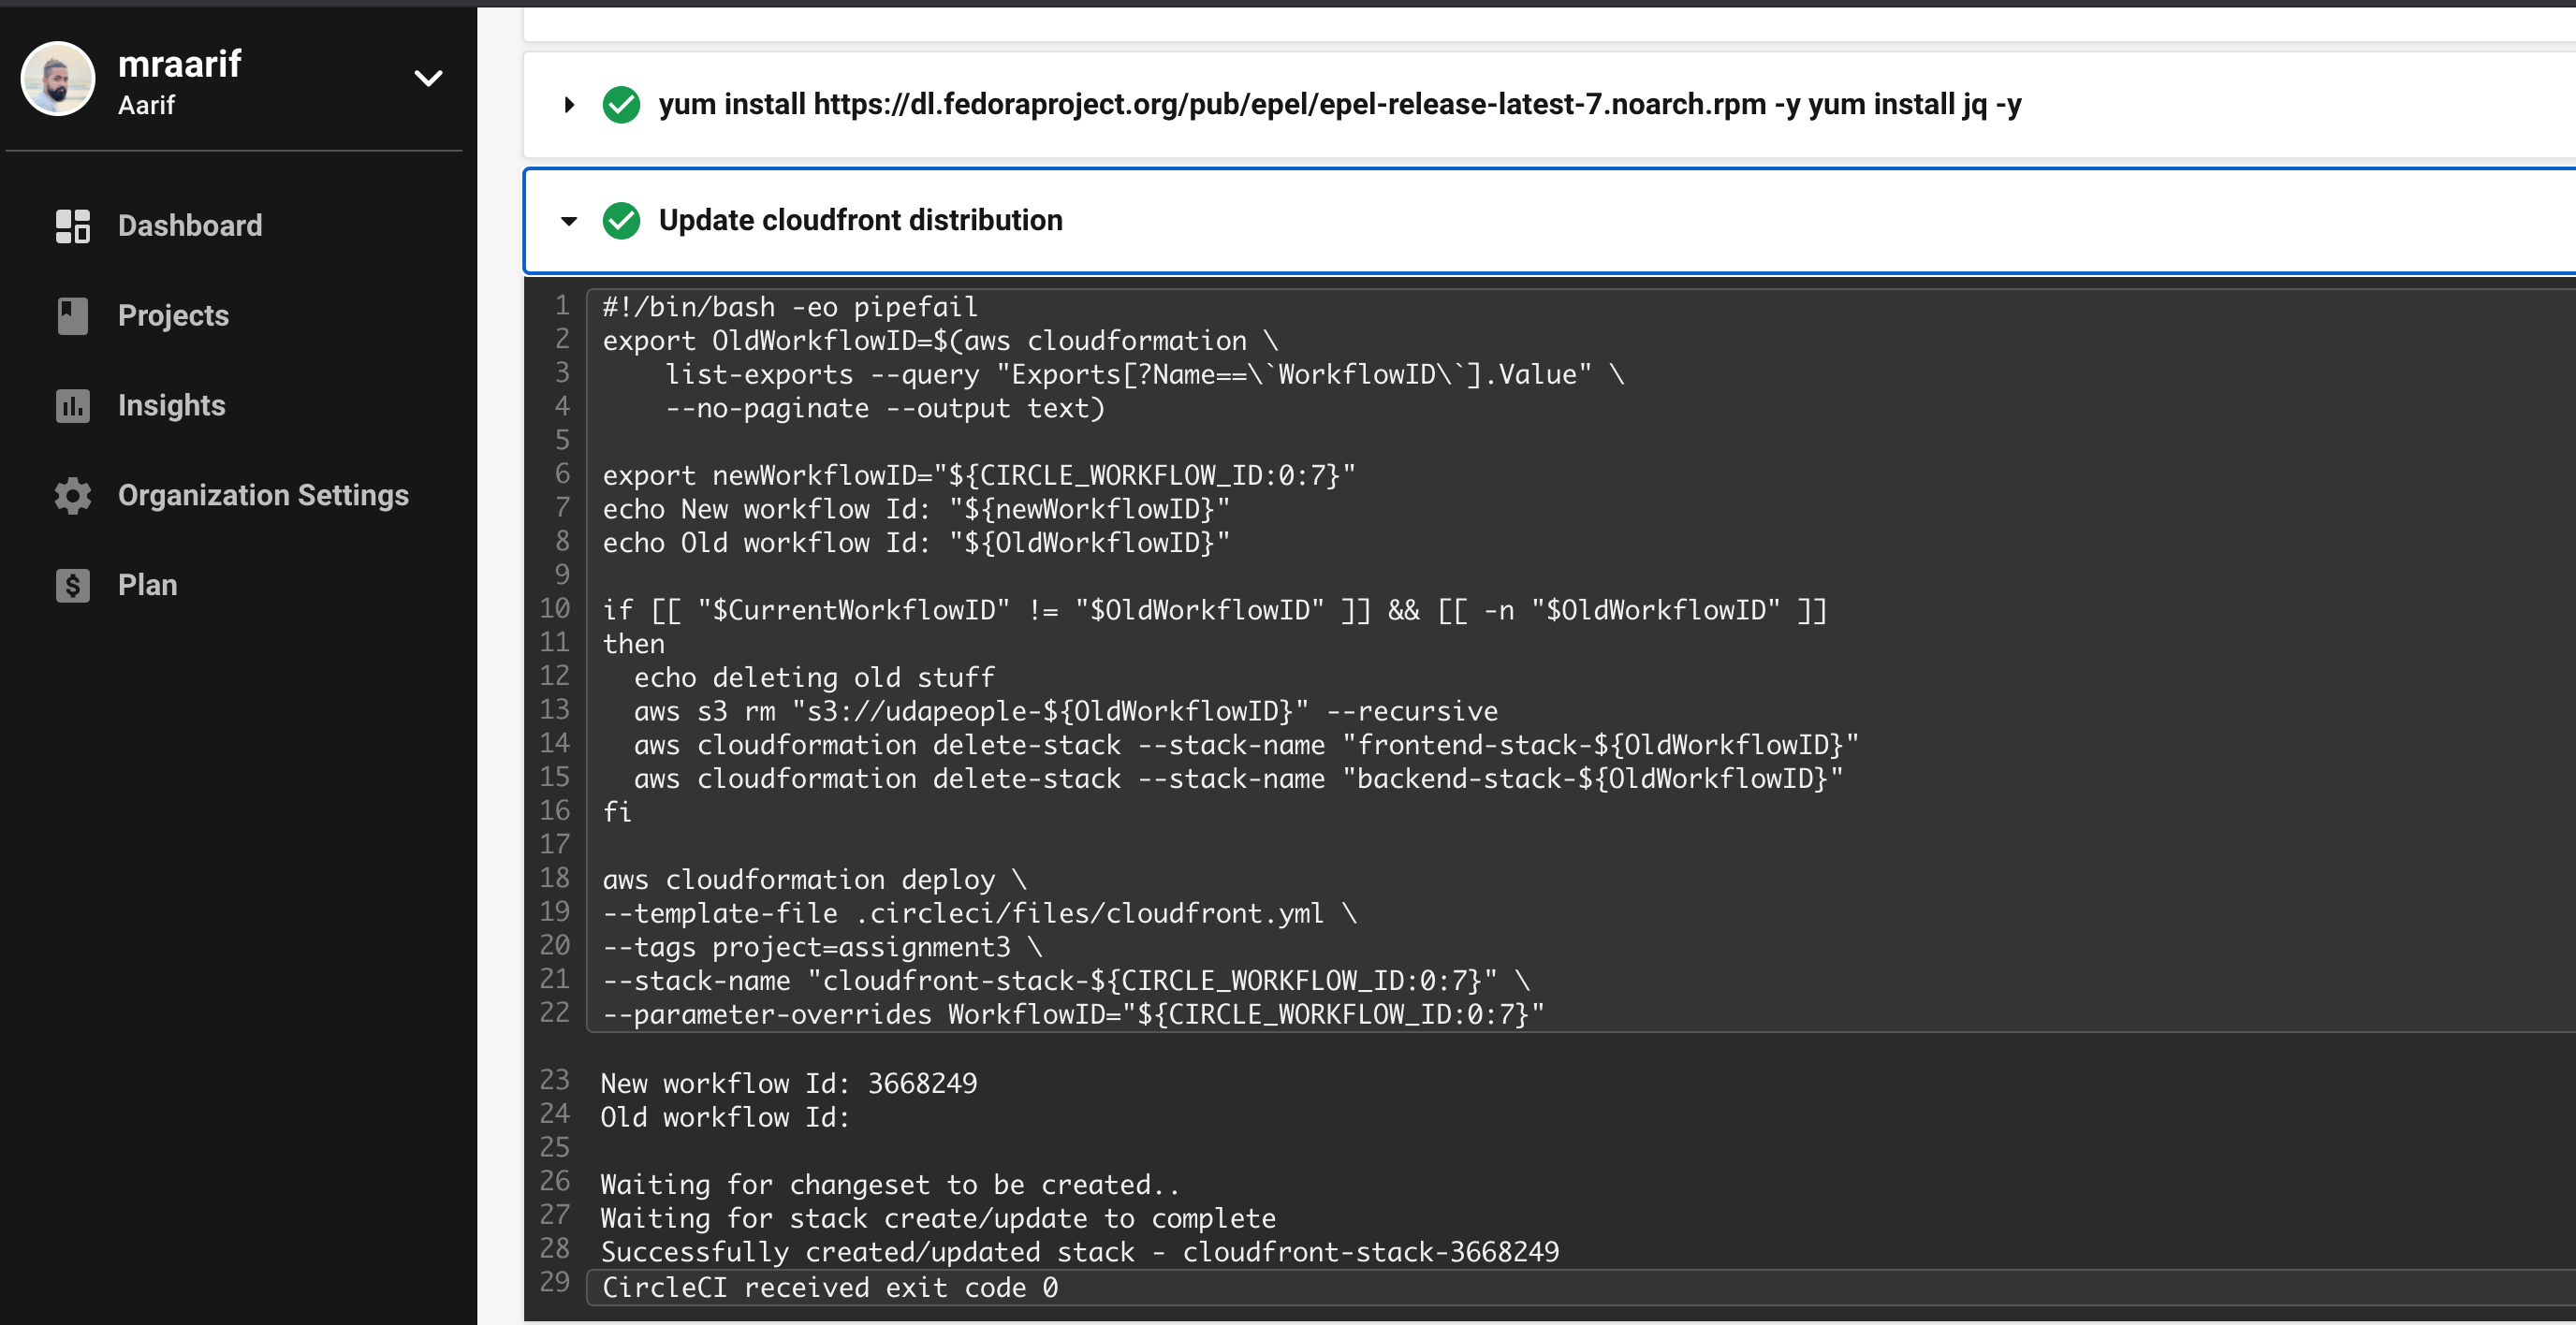 mraarif
Aarif
Dashboard
Projects
Insights
Organization Settings
Plan
yum install https://dl.fedoraproject.org/pub/epel/epel-release-latest-7.noarch.rpm -y yum install jq -y
Update cloudfront distribution
1 #!/bin/bash -eo pipefail
2 export OldWorkflowID=$(aws cloudformation \
3     list-exports --query "Exports[?Name==\`WorkflowID\`].Value" \
4     --no-paginate --output text)
5
6 export newWorkflowID="${CIRCLE_WORKFLOW_ID:0:7}"
7 echo New workflow Id: "${newWorkflowID}"
8 echo Old workflow Id: "${OldWorkflowID}"
9
10 if [[ "$CurrentWorkflowID" != "$OldWorkflowID" ]] && [[ -n "$OldWorkflowID" ]]
11 then
12   echo deleting old stuff
13   aws s3 rm "s3://udapeople-${OldWorkflowID}" --recursive
14   aws cloudformation delete-stack --stack-name "frontend-stack-${OldWorkflowID}"
15   aws cloudformation delete-stack --stack-name "backend-stack-${OldWorkflowID}"
16 fi
17
18 aws cloudformation deploy \
19 --template-file .circleci/files/cloudfront.yml \
20 --tags project=assignment3 \
21 --stack-name "cloudfront-stack-${CIRCLE_WORKFLOW_ID:0:7}" \
22 --parameter-overrides WorkflowID="${CIRCLE_WORKFLOW_ID:0:7}"
23 New workflow Id: 3668249
24 Old workflow Id:
25
26 Waiting for changeset to be created..
27 Waiting for stack create/update to complete
28 Successfully created/updated stack - cloudfront-stack-3668249
29 CircleCI received exit code 0